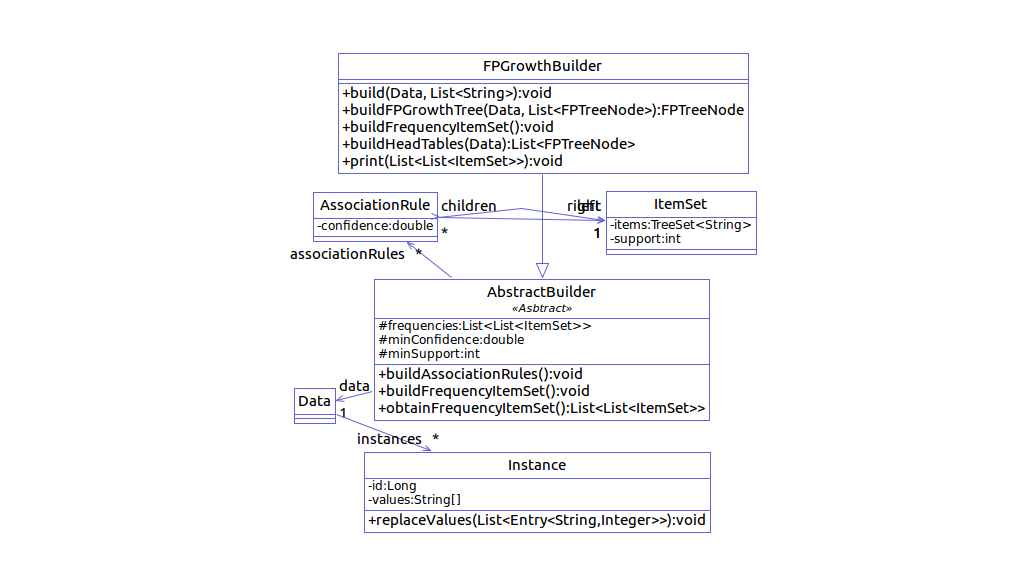 FPGrowthBuilder
+build(Data, List<String>):void
+buildFPGrowthTree(Data, List<FPTreeNode>):FPTreeNode
+buildFrequencyItemSet():void
+buildHeadTables(Data):List<FPTreeNode>
+print(List<List<ItemSet>>):void
AssociationRule
-confidence:double
children
*
right
left
1
ItemSet
-items:TreeSet<String>
-support:int
associationRules *
AbstractBuilder
«Asbtract»
#frequencies:List<List<ItemSet>>
#minConfidence:double
#minSupport:int
+buildAssociationRules():void
+buildFrequencyItemSet():void
+obtainFrequencyItemSet():List<List<ItemSet>>
data
1
Data
instances *
Instance
-id:Long
-values:String[]
+replaceValues(List<Entry<String,Integer>>):void